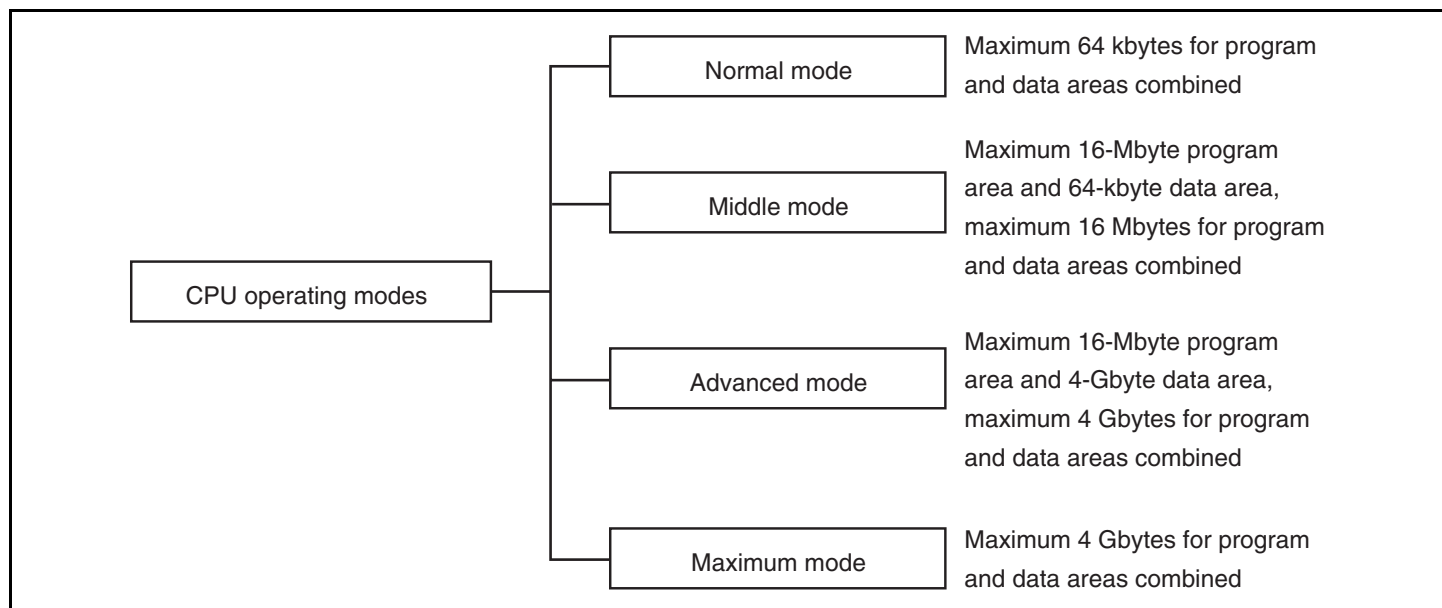 CPU operating modes
Normal mode
Maximum 64 kbytes for program
and data areas combined
Middle mode
Maximum 16-Mbyte program
area and 64-kbyte data area,
maximum 16 Mbytes for program
and data areas combined
Advanced mode
Maximum 16-Mbyte program
area and 4-Gbyte data area,
maximum 4 Gbytes for program
and data areas combined
Maximum mode
Maximum 4 Gbytes for program
and data areas combined